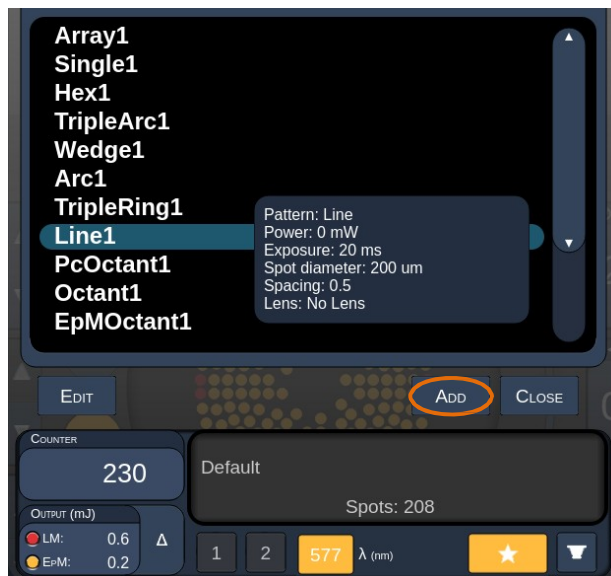 Array1
Single1
Hex1
TripleArc1
Wedge1
Arc1
TripleRing1
Line1
PcOctant1
Octant1
EpMOctant1
Pattern: Line
Power: 0 mW
Exposure: 20 ms
Spot diameter: 200 um
Spacing: 0.5
Lens: No Lens
EDIT ADD CLOSE
COUNTER
230
Default
Spots: 208
OUTPUT (mJ)
LM: 0.6 Δ
EPM: 0.2
1 2 577 λ (nm)